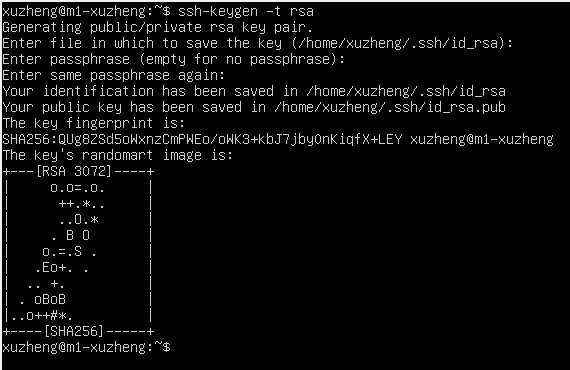 xuzheng@m1-xuzheng:~$ ssh-keygen -t rsa
Generating public/private rsa key pair.
Enter file in which to save the key (/home/xuzheng/.ssh/id_rsa):
Enter passphrase (empty for no passphrase):
Enter same passphrase again:
Your identification has been saved in /home/xuzheng/.ssh/id_rsa
Your public key has been saved in /home/xuzheng/.ssh/id_rsa.pub
The key fingerprint is:
SHA256:QUg8ZSd5oWxnzCmPWEo/oWK3+kbJ7jby0nKiqfX+LEY xuzheng@m1-xuzheng
The key's randomart image is:
+---[RSA 3072]----+
|     o.o=.o.     |
|      ++.*..     |
|      ..O.*      |
|     . B O       |
|    o.=.S .      |
|   .Eo+. .       |
|  .. +.          |
| . oBoB          |
|..o++#*.         |
+----[SHA256]-----+
xuzheng@m1-xuzheng:~$